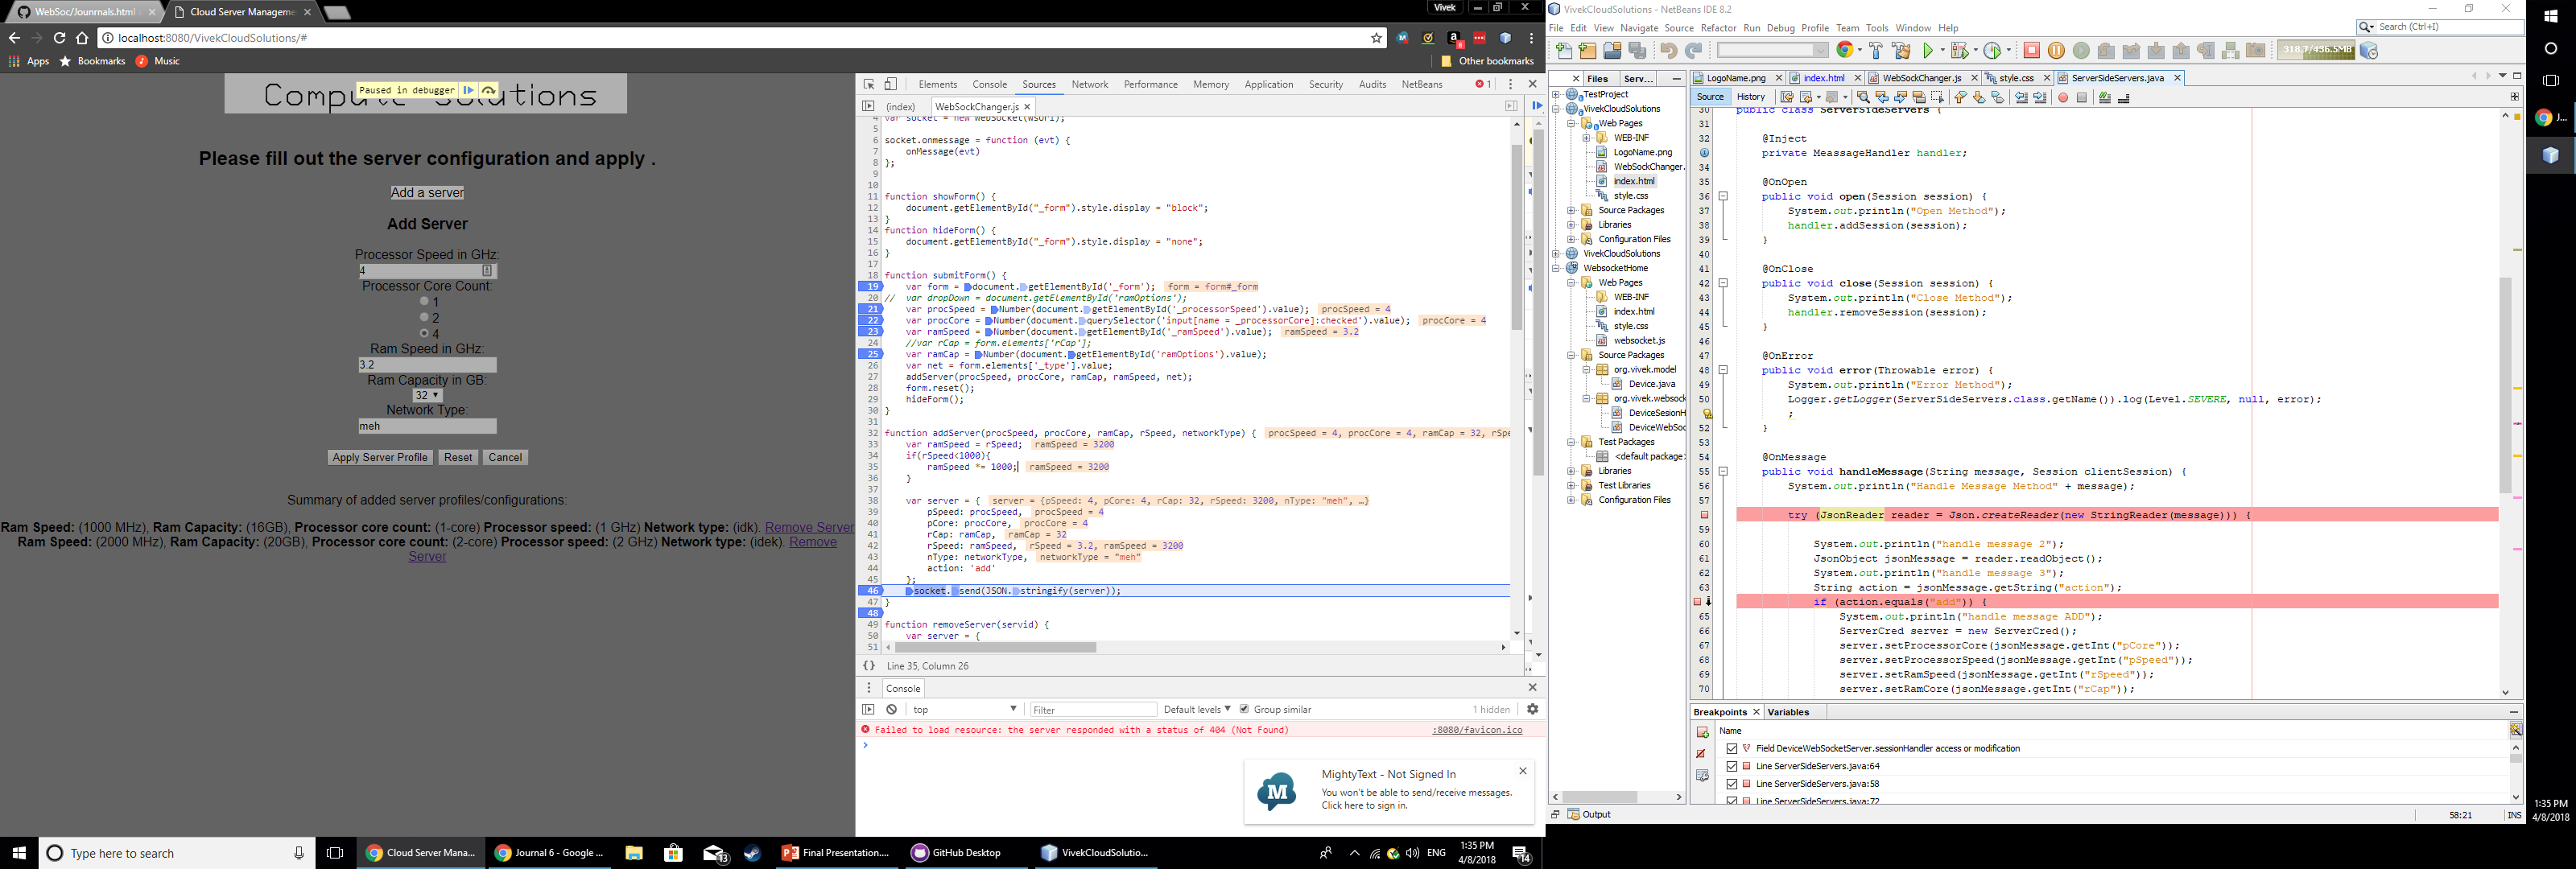 WebSoc/Jounrnals.html
Cloud Server Manageme
Vivek
localhost:8080/VivekCloudSolutions/#
Apps
Bookmarks
Music
Other bookmarks
Compute Solutions
Paused in debugger
Please fill out the server configuration and apply .
Add a server
Add Server
Processor Speed in GHz:
4
Processor Core Count:
1
2
4
Ram Speed in GHz:
3.2
Ram Capacity in GB:
32
Network Type:
meh
Apply Server Profile Reset Cancel
Summary of added server profiles/configurations:
Ram Speed: (1000 MHz), Ram Capacity: (16GB), Processor core count: (1-core) Processor speed: (1 GHz) Network type: (idk). Remove Server
Ram Speed: (2000 MHz), Ram Capacity: (20GB), Processor core count: (2-core) Processor speed: (2 GHz) Network type: (idek). Remove
Server
Elements Console Sources Network Performance Memory Application Security Audits NetBeans 1
(index) WebSockChanger.js
4 var socket = new WebSocket(wsUri);
5
6 socket.onmessage = function (evt) {
7 onMessage(evt)
8 };
9
10
11 function showForm() {
12 document.getElementById("_form").style.display = "block";
13 }
14 function hideForm() {
15 document.getElementById("_form").style.display = "none";
16 }
17
18 function submitForm() {
19 var form = document.getElementById('_form'); form = form#_form
20 // var dropDown = document.getElementById('ramOptions');
21 var procSpeed = Number(document.getElementById('_processorSpeed').value); procSpeed = 4
22 var procCore = Number(document.querySelector('input[name = _processorCore]:checked').value); procCore = 4
23 var ramSpeed = Number(document.getElementById('_ramSpeed').value); ramSpeed = 3.2
24 //var rCap = form.elements['rCap'];
25 var ramCap = Number(document.getElementById('ramOptions').value);
26 var net = form.elements['_type'].value;
27 addServer(procSpeed, procCore, ramCap, ramSpeed, net);
28 form.reset();
29 hideForm();
30 }
31
32 function addServer(procSpeed, procCore, ramCap, rSpeed, networkType) { procSpeed = 4, procCore = 4, ramCap = 32, rSpe
33 var ramSpeed = rSpeed; ramSpeed = 3200
34 if(rSpeed<1000){
35 ramSpeed *= 1000; ramSpeed = 3200
36 }
37
38 var server = { server = {pSpeed: 4, pCore: 4, rCap: 32, rSpeed: 3200, nType: "meh", …}
39 pSpeed: procSpeed, procSpeed = 4
40 pCore: procCore, procCore = 4
41 rCap: ramCap, ramCap = 32
42 rSpeed: ramSpeed, rSpeed = 3.2, ramSpeed = 3200
43 nType: networkType, networkType = "meh"
44 action: 'add'
45 };
46 socket.send(JSON.stringify(server));
47 }
48
49 function removeServer(servid) {
50 var server = {
51
{} Line 35, Column 26
Console
top Filter Default levels Group similar 1 hidden
Failed to load resource: the server responded with a status of 404 (Not Found) :8080/favicon.ico
MightyText - Not Signed In
You won't be able to send/receive messages.
Click here to sign in.
Type here to search
Cloud Server Mana...
Journal 6 - Google ...
13
Final Presentation....
GitHub Desktop
VivekCloudSolutio...
ENG
1:35 PM
4/8/2018
14
VivekCloudSolutions - NetBeans IDE 8.2
File Edit View Navigate Source Refactor Run Debug Profile Team Tools Window Help
Search (Ctrl+I)
318.7/436.5MB
Files Serv...
TestProject
VivekCloudSolutions
Web Pages
WEB-INF
LogoName.png
WebSockChanger.
index.html
style.css
Source Packages
Libraries
Configuration Files
VivekCloudSolutions
WebsocketHome
Web Pages
WEB-INF
index.html
style.css
websocket.js
Source Packages
org.vivek.model
Device.java
org.vivek.websock
DeviceSesionH
DeviceWebSoc
Test Packages
<default package>
Libraries
Test Libraries
Configuration Files
LogoName.png index.html WebSockChanger.js style.css ServerSideServers.java
Source History
30 public class ServerSideServers {
31
32 @Inject
private MeassageHandler handler;
34
35 @OnOpen
36 public void open(Session session) {
37 System.out.println("Open Method");
38 handler.addSession(session);
39 }
40
41 @OnClose
42 public void close(Session session) {
43 System.out.println("Close Method");
44 handler.removeSession(session);
45 }
46
47 @OnError
48 public void error(Throwable error) {
49 System.out.println("Error Method");
50 Logger.getLogger(ServerSideServers.class.getName()).log(Level.SEVERE, null, error);
;
52 }
53
54 @OnMessage
55 public void handleMessage(String message, Session clientSession) {
56 System.out.println("Handle Message Method" + message);
57
try (JsonReader reader = Json.createReader(new StringReader(message))) {
59
60 System.out.println("handle message 2");
61 JsonObject jsonMessage = reader.readObject();
62 System.out.println("handle message 3");
63 String action = jsonMessage.getString("action");
if (action.equals("add")) {
65 System.out.println("handle message ADD");
66 ServerCred server = new ServerCred();
67 server.setProcessorCore(jsonMessage.getInt("pCore"));
68 server.setProcessorSpeed(jsonMessage.getInt("pSpeed"));
69 server.setRamSpeed(jsonMessage.getInt("rSpeed"));
70 server.setRamCore(jsonMessage.getInt("rCap"));
Breakpoints Variables
Name
Field DeviceWebSocketServer.sessionHandler access or modification
Line ServerSideServers.java:64
Line ServerSideServers.java:58
Line ServerSideServers.java:72
Output
58:21 INS
J...
1:35 PM
4/8/2018